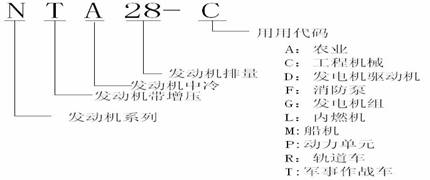 N T A 28- C
用用代码
发动机排量
发动机中冷
发动机带增压
发动机系列
A: 农业
C: 工程机械
D: 发电机驱动机
F: 消防泵
G: 发电机组
L: 内燃机
M: 船机
P: 动力单元
R: 轨道车
T: 军事作战车